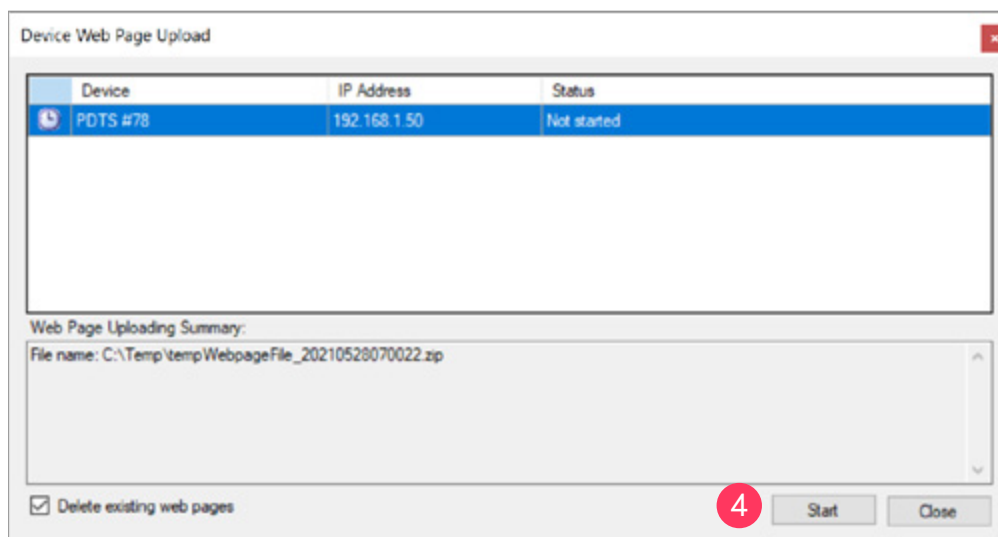 Device Web Page Upload
Device IP Address Status
PDTS #78 192.168.1.50 Not started
Web Page Uploading Summary:
File name: C:\Temp\tempWebpageFile_20210528070022.zip
Delete existing web pages 4 Start Close